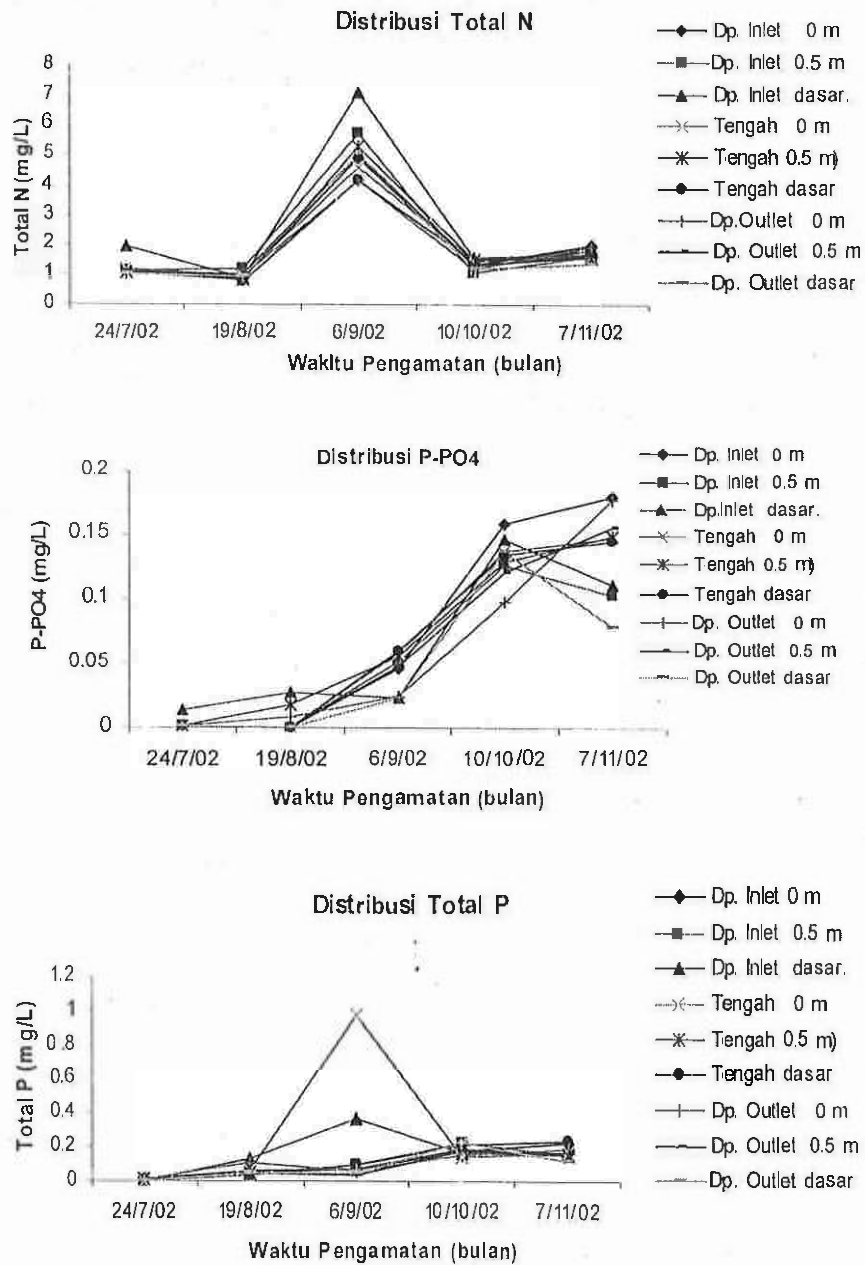 Distribusi Total N
8
7
6
5
4
3
2
1
0
Total N (mg/L)
24/7/02 19/8/02 6/9/02 10/10/02 7/11/02
Wakltu Pengamatan (bulan)
Dp. Inlet 0 m
Dp. Inlet 0.5 m
Dp. Inlet dasar.
Tengah 0 m
Tengah 0.5 m)
Tengah dasar
Dp.Outlet 0 m
Dp. Outlet 0.5 m
Dp. Outlet dasar
Distribusi P-PO4
0.2
0.15
0.1
0.05
0
P-PO4 (mg/L)
24/7/02 19/8/02 6/9/02 10/10/02 7/11/02
Waktu Pengamatan (bulan)
Dp. Inlet 0 m
Dp. Inlet 0.5 m
Dp.Inlet dasar.
Tengah 0 m
Tengah 0.5 m)
Tengah dasar
Dp. Outlet 0 m
Dp. Outlet 0.5 m
Dp. Outlet dasar
Distribusi Total P
1.2
1
0.8
0.6
0.4
0.2
0
Total P (mg/L)
24/7/02 19/8/02 6/9/02 10/10/02 7/11/02
Waktu Pengamatan (bulan)
Dp. Inlet 0 m
Dp. Inlet 0.5 m
Dp. Inlet dasar.
Tengah 0 m
Tengah 0.5 m)
Tengah dasar
Dp. Outlet 0 m
Dp. Outlet 0.5 m
Dp. Outlet dasar